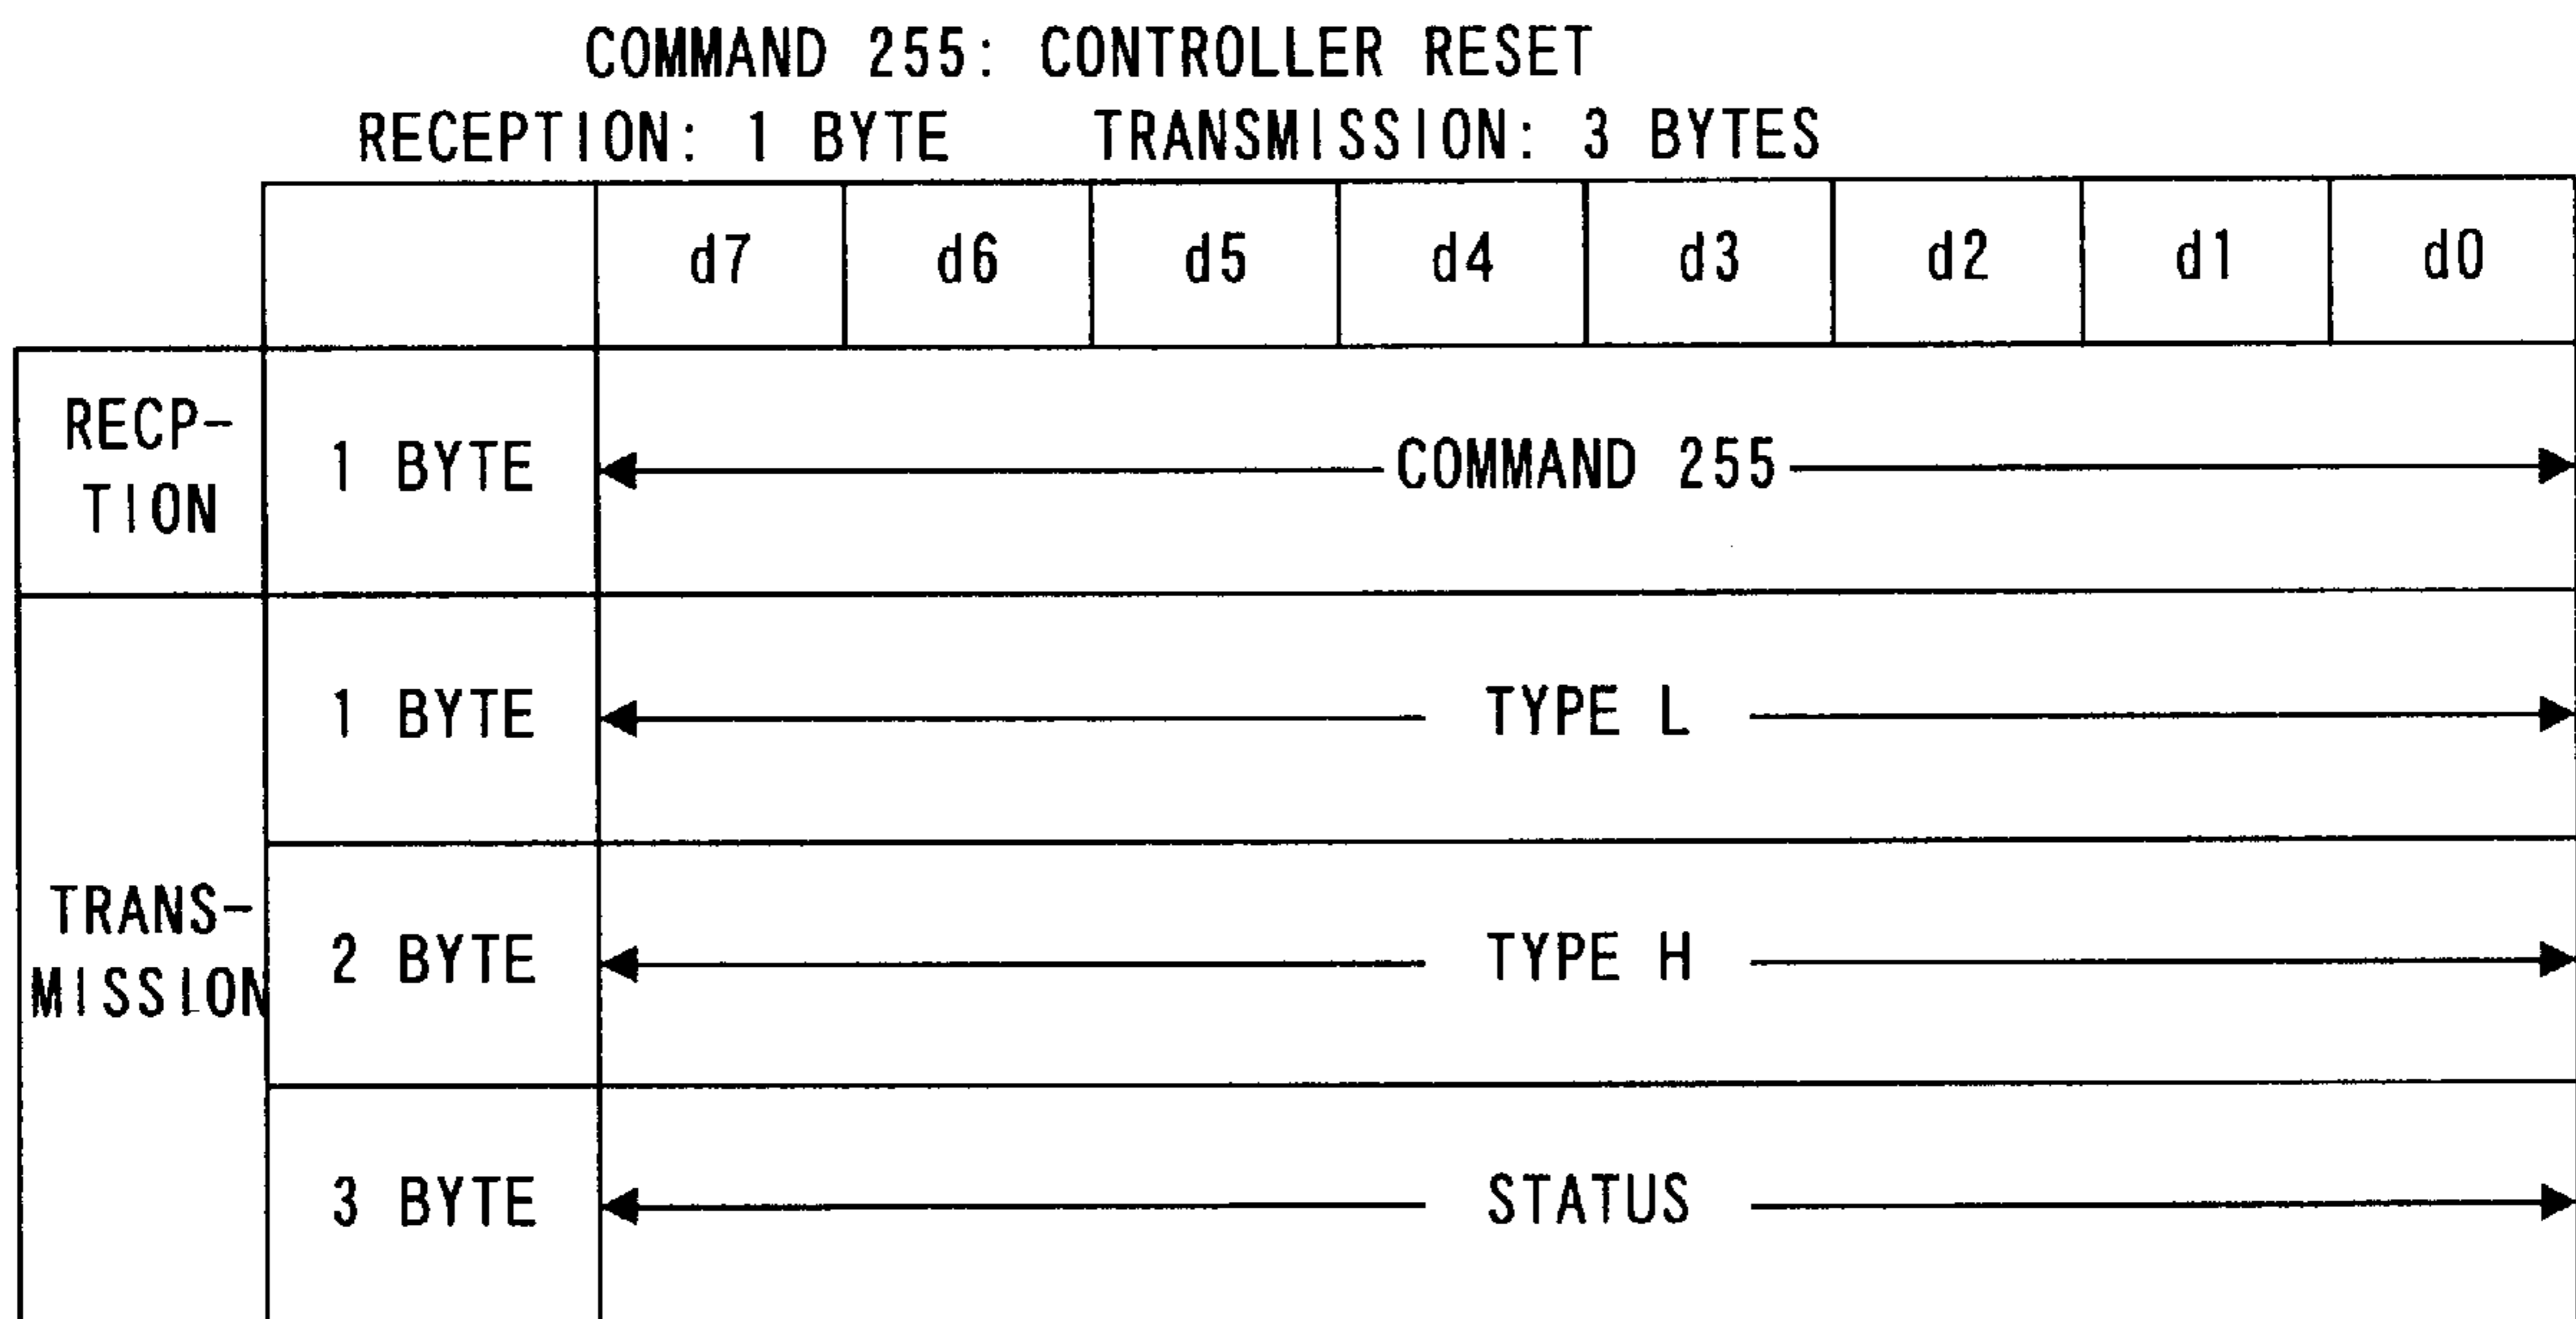 COMMAND 255: CONTROLLER RESET
RECEPTION: 1 BYTE TRANSMISSION: 3 BYTES
d7 d6 d5 d4 d3 d2 d1 d0
RECP-
TION
1 BYTE COMMAND 255
TRANS-
MISSION
1 BYTE TYPE L
2 BYTE TYPE H
3 BYTE STATUS